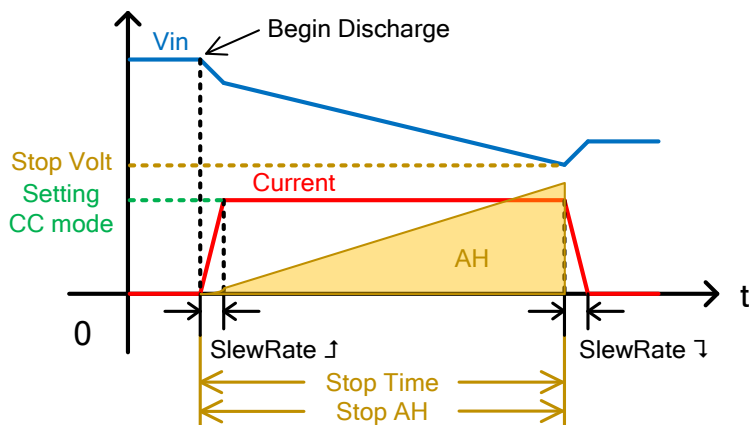 Begin Discharge
Vin
Stop Volt
Setting
CC mode
Current
AH
t
0
SlewRate ↥
SlewRate ↧
Stop Time
Stop AH